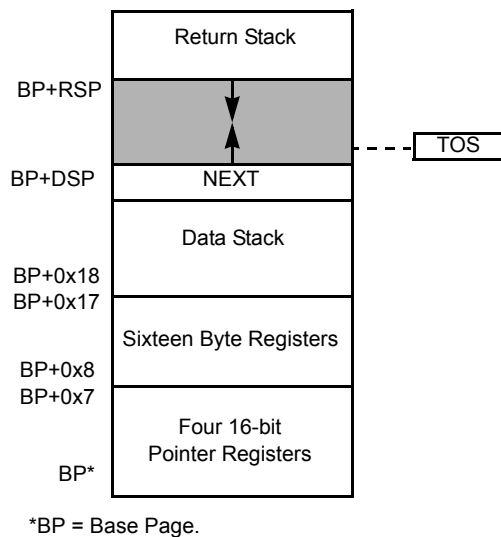 Return Stack
BP+RSP
TOS
BP+DSP
NEXT
Data Stack
BP+0x18
BP+0x17
Sixteen Byte Registers
BP+0x8
BP+0x7
Four 16-bit
Pointer Registers
BP*
*BP = Base Page.